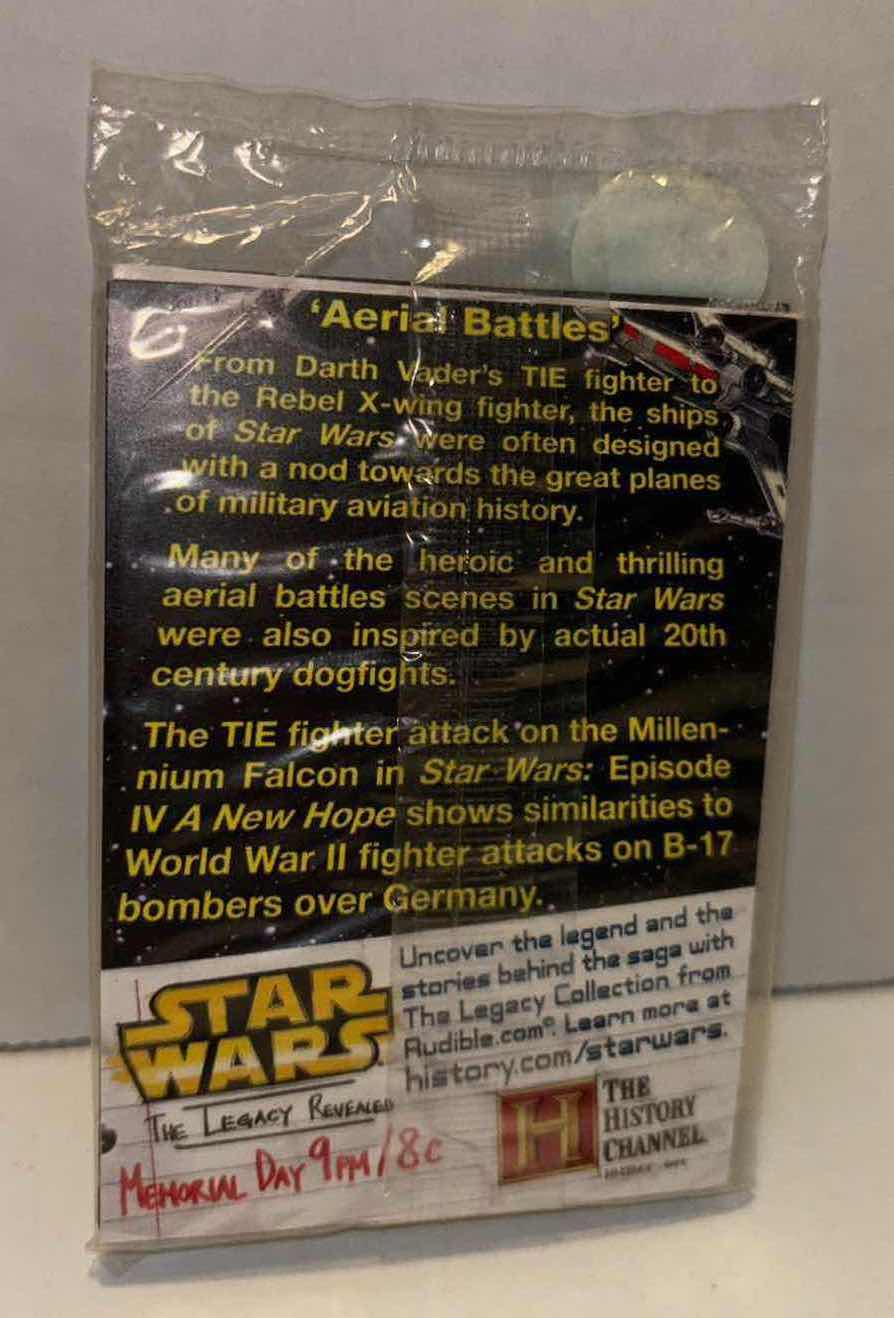 ‘Aerial Battles’
From Darth Vader's TIE fighter to
the Rebel X-wing fighter, the ships
of Star Wars were often designed
with a nod towards the great planes
of military aviation history.
Many of the heroic and thrilling
aerial battles scenes in Star Wars
were also inspired by actual 20th
century dogfights.
The TIE fighter attack on the Millen-
nium Falcon in Star Wars: Episode
IV A New Hope shows similarities to
World War II fighter attacks on B-17
bombers over Germany.
Uncover the legend and the
stories behind the saga with
The Legacy Collection from
Audible.com®. Learn more at
history.com/starwars.
STAR
WARS
THE LEGACY REVEALED
MEMORIAL DAY 9PM/8C
H
THE
HISTORY
CHANNEL